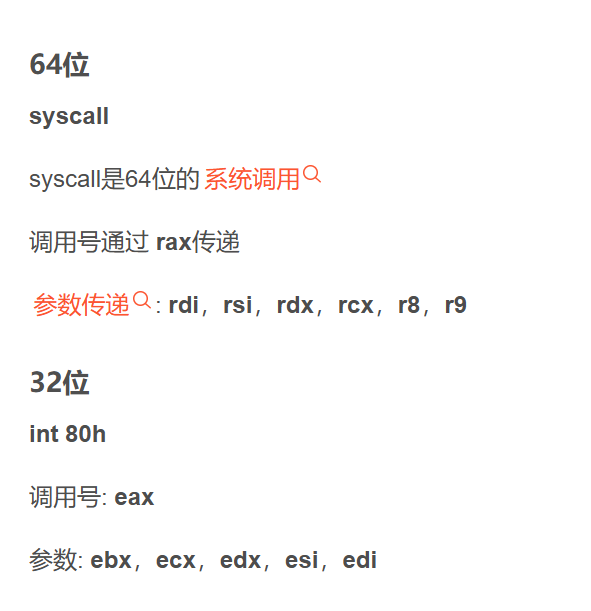 64位
syscall
syscall是64位的 系统调用
调用号通过 rax传递
参数传递: rdi，rsi，rdx，rcx，r8，r9
32位
int 80h
调用号: eax
参数: ebx，ecx，edx，esi，edi